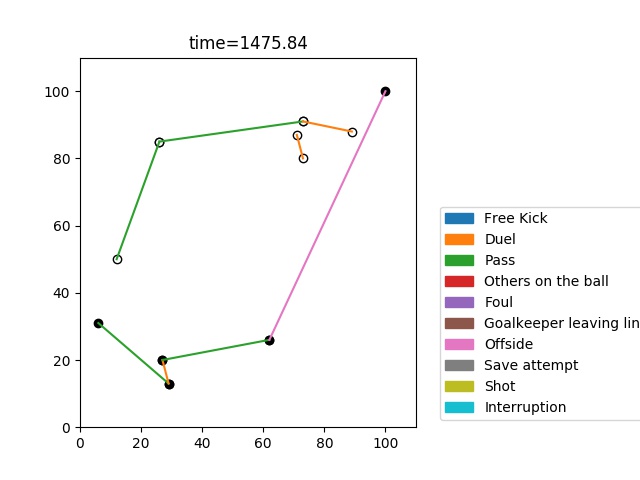 time=1475.84
100
80
60
40
20
0
0 20 40 60 80 100
Free Kick
Duel
Pass
Others on the ball
Foul
Goalkeeper leaving lin
Offside
Save attempt
Shot
Interruption